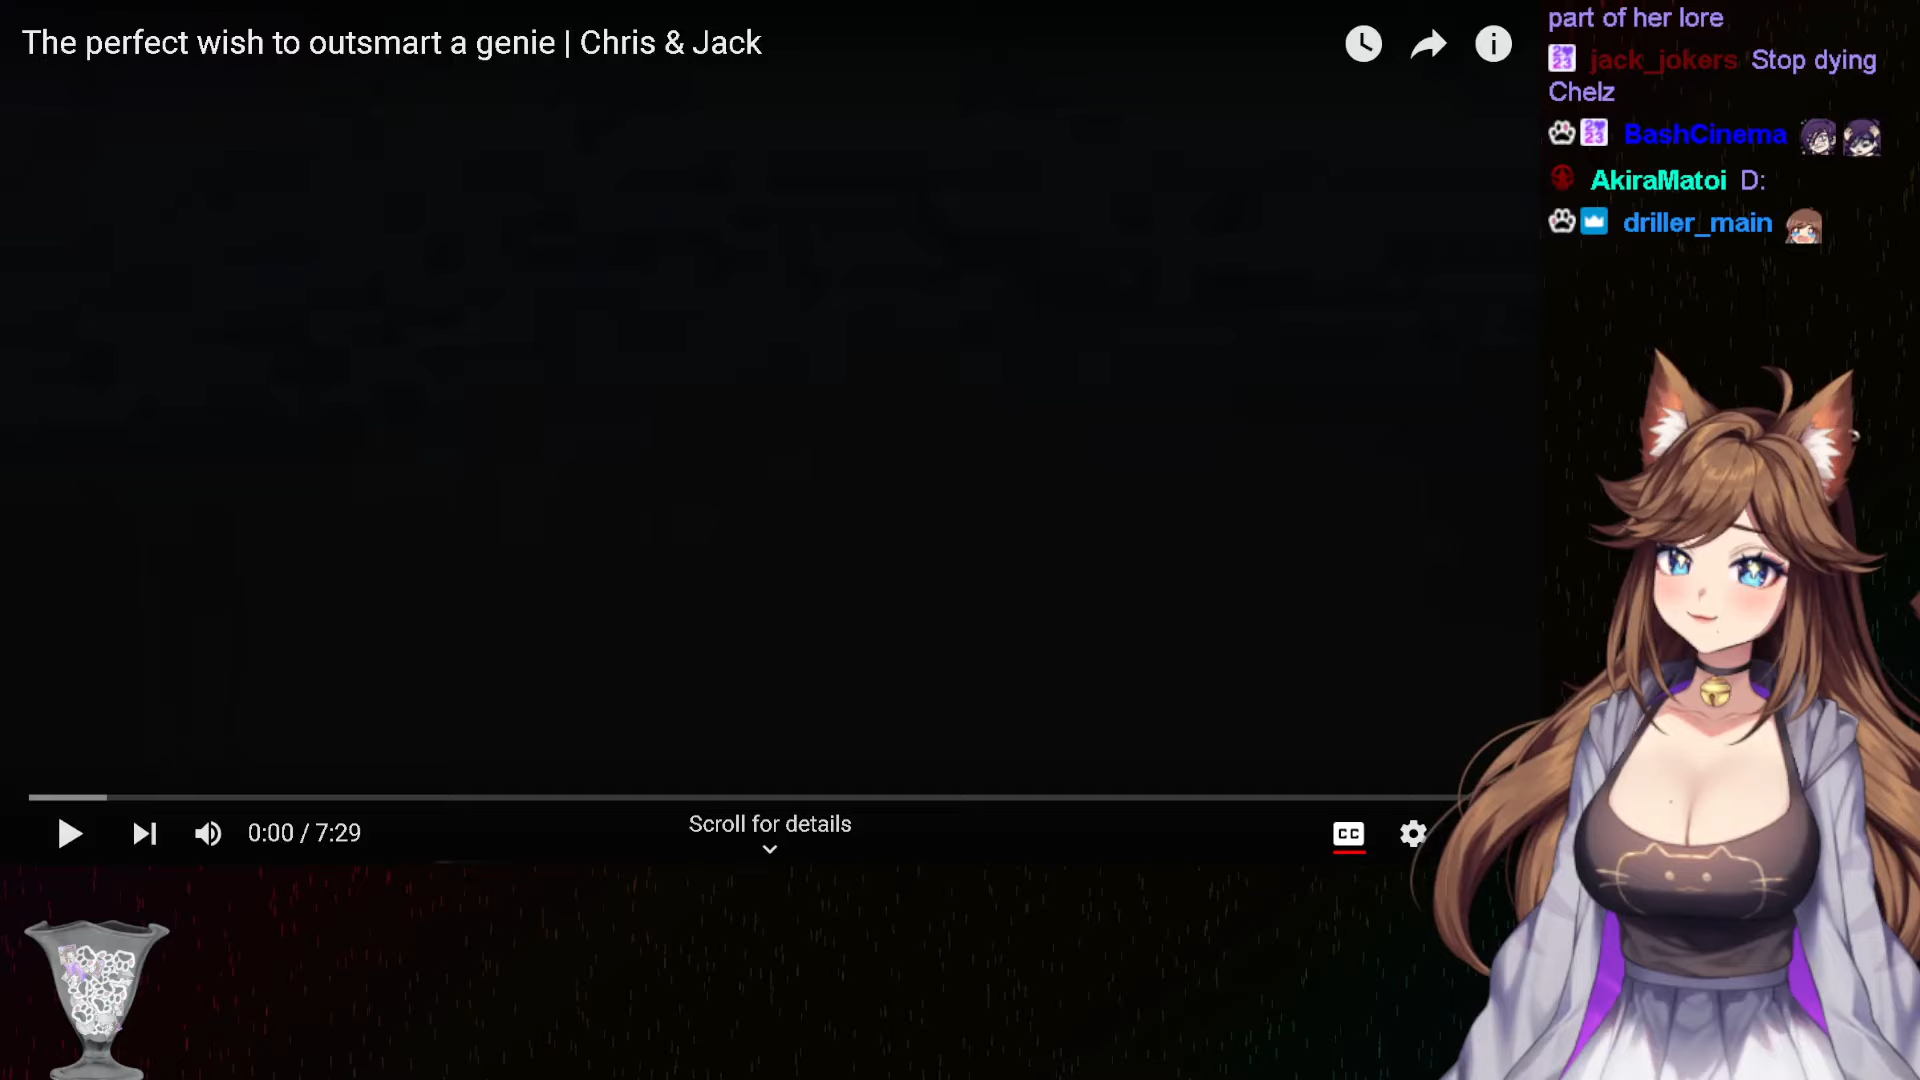 The perfect wish to outsmart a genie | Chris & Jack
part of her lore
jack_jokers Stop dying
Chelz
BashCinema
AkiraMatoi D:
driller_main
0:00 / 7:29
Scroll for details
CC